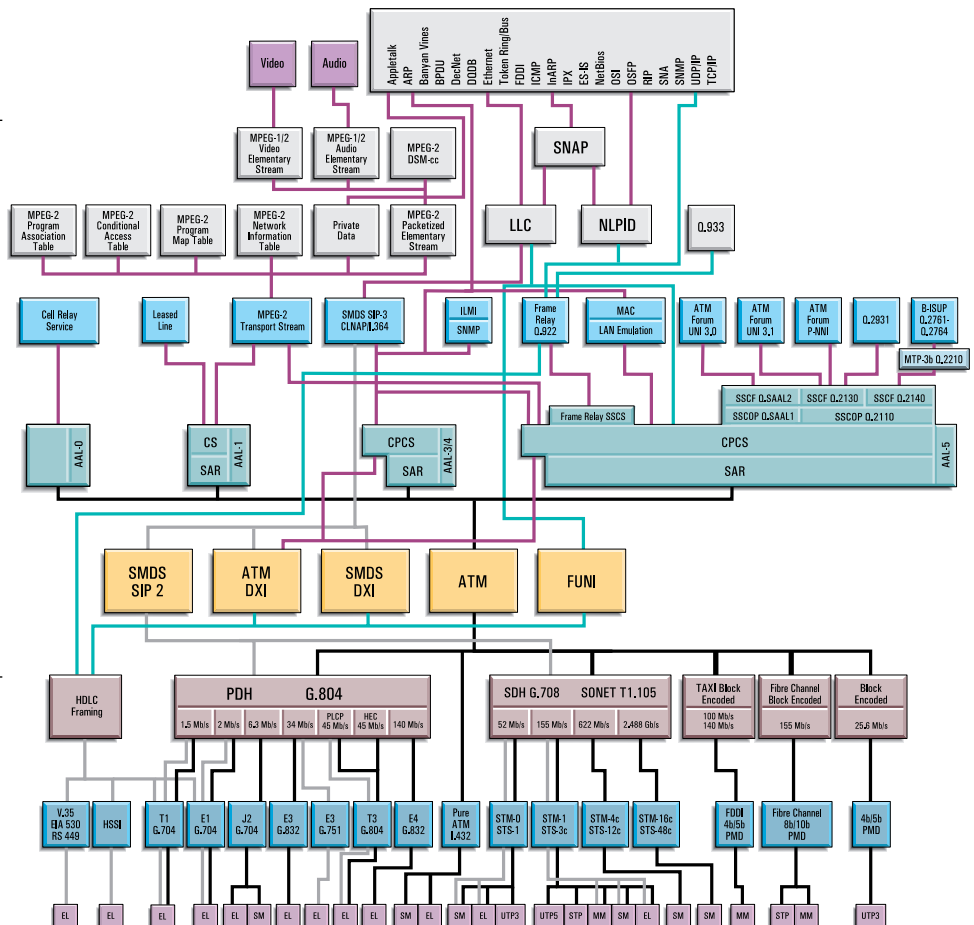 Appletalk
ARP
Banyan Vines
BPDU
DecNet
DQDB
Ethernet
Token Ring/Bus
FDDI
ICMP
InARP
IPX
ES-IS
NetBios
OSI
OSFP
RIP
SNA
SNMP
UDP/IP
TCP/IP
Video
Audio
MPEG-1/2
Video
Elementary
Stream
MPEG-1/2
Audio
Elementary
Stream
MPEG-2
DSM-cc
SNAP
MPEG-2
Program
Association
Table
MPEG-2
Conditional
Access
Table
MPEG-2
Program
Map Table
MPEG-2
Network
Information
Table
Private
Data
MPEG-2
Packetized
Elementary
Stream
LLC
NLPID
Q.933
Cell Relay
Service
Leased
Line
MPEG-2
Transport Stream
SMDS SIP-3
CLNAP/I.364
ILMI
SNMP
Frame
Relay
Q.922
MAC
LAN Emulation
ATM
Forum
UNI 3.0
ATM
Forum
UNI 3.1
ATM
Forum
P-NNI
Q.2931
B-ISUP
Q.2761-
Q.2764
MTP-3b Q.2210
SSCF Q.SAAL2
SSCF Q.2130
SSCF Q.2140
Frame Relay SSCS
SSCOP Q.SAAL1
SSCOP Q.2110
AAL-0
CS
SAR
AAL-1
CPCS
SAR
AAL-3/4
CPCS
SAR
AAL-5
SMDS
SIP 2
ATM
DXI
SMDS
DXI
ATM
FUNI
HDLC
Framing
PDH G.804
1.5 Mb/s
2 Mb/s
6.3 Mb/s
34 Mb/s
PLCP
45 Mb/s
HEC
45 Mb/s
140 Mb/s
SDH G.708 SONET T1.105
52 Mb/s
155 Mb/s
622 Mb/s
2.488 Gb/s
TAXI Block
Encoded
100 Mb/s
140 Mb/s
Fibre Channel
Block Encoded
155 Mb/s
Block
Encoded
25.6 Mb/s
V.35
EIA 530
RS 449
HSSI
T1
G.704
E1
G.704
J2
G.704
E3
G.832
E3
G.751
T3
G.804
E4
G.832
Pure
ATM
I.432
STM-0
STS-1
STM-1
STS-3c
STM-4c
STS-12c
STM-16c
STS-48c
FDDI
4b/5b
PMD
Fibre Channel
8b/10b
PMD
4b/5b
PMD
EL
EL
EL
EL
EL
SM
EL
EL
EL
EL
SM
EL
SM
EL
UTP3
UTP5
STP
MM
SM
EL
SM
SM
MM
STP
MM
UTP3